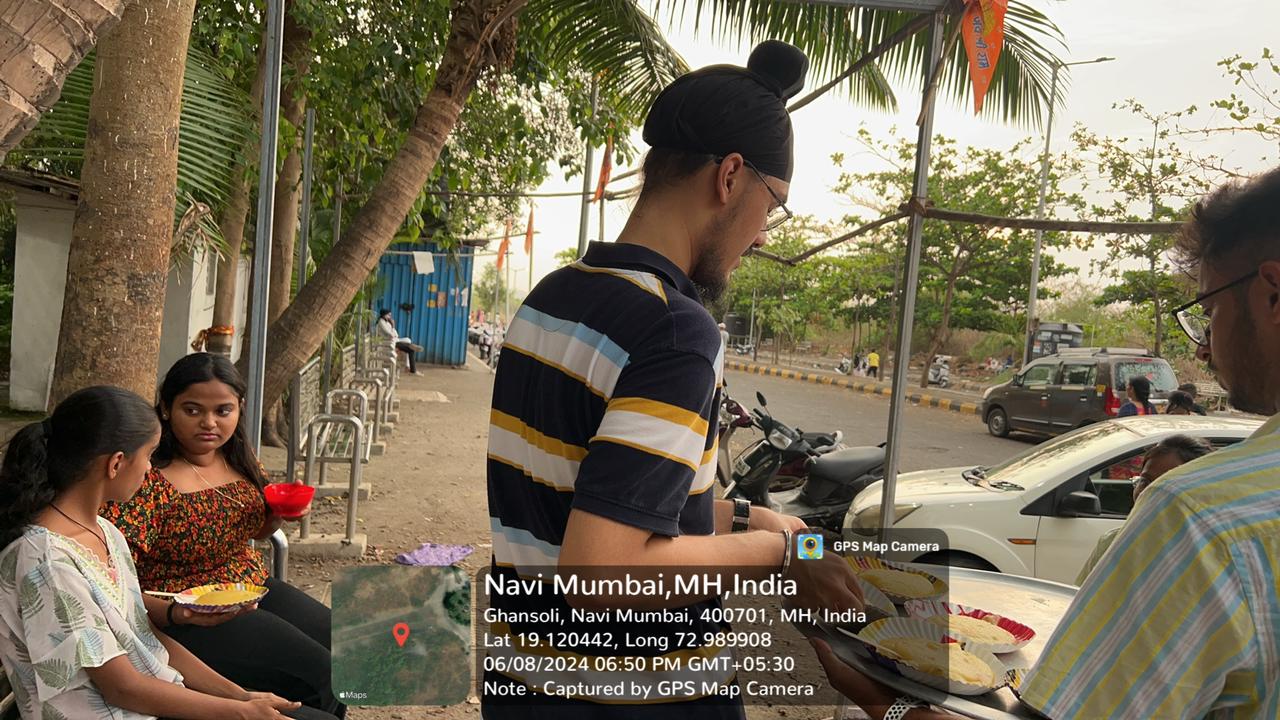 GPS Map Camera
Navi Mumbai,MH,India
Ghansoli, Navi Mumbai, 400701, MH, India
Lat 19.120442, Long 72.989908
06/08/2024 06:50 PM GMT+05:30
Note : Captured by GPS Map Camera
Maps